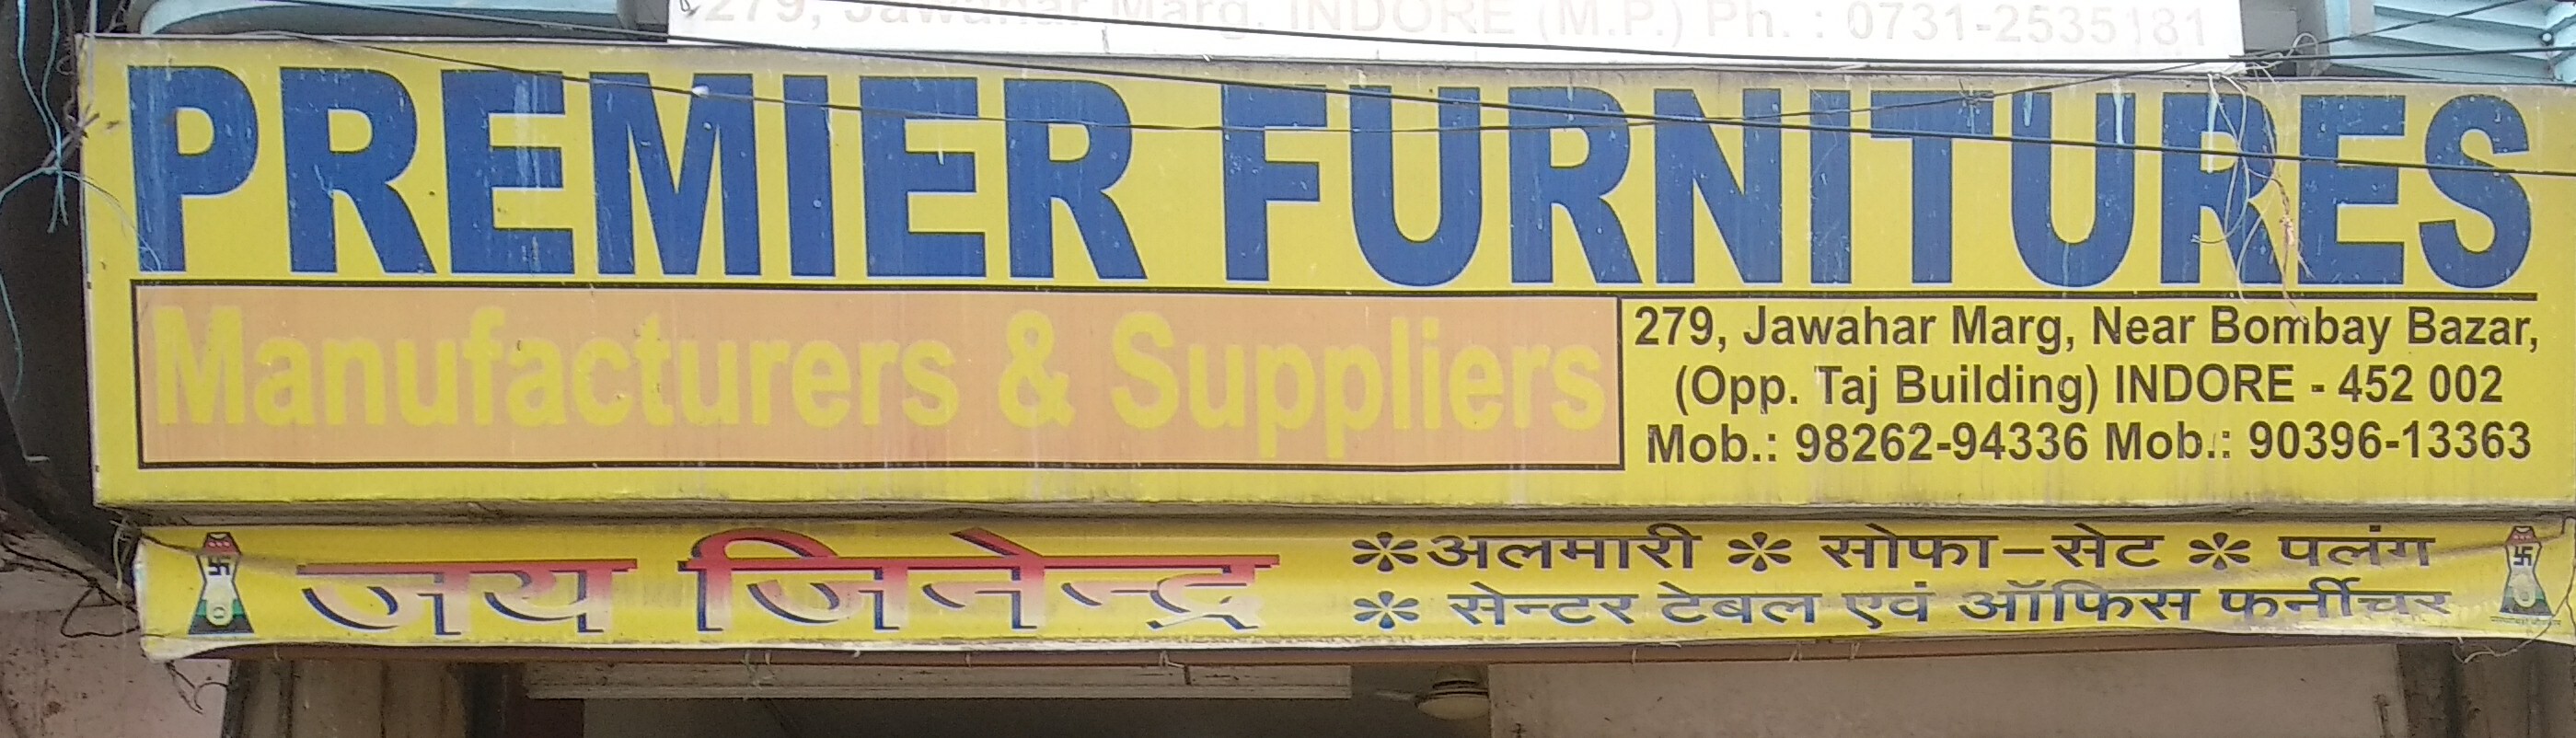 279, Jawahar Marg, INDORE (M.P.) Ph. : 0731-2535181
PREMIER FURNITURES
Manufacturers & Suppliers
279, Jawahar Marg, Near Bombay Bazar,
(Opp. Taj Building) INDORE - 452 002
Mob.: 98262-94336 Mob.: 90396-13363
जय जिनेन्द्र
*अलमारी * सोफा-सेट * पलंग
* सेन्टर टेबल एवं ऑफिस फर्नीचर